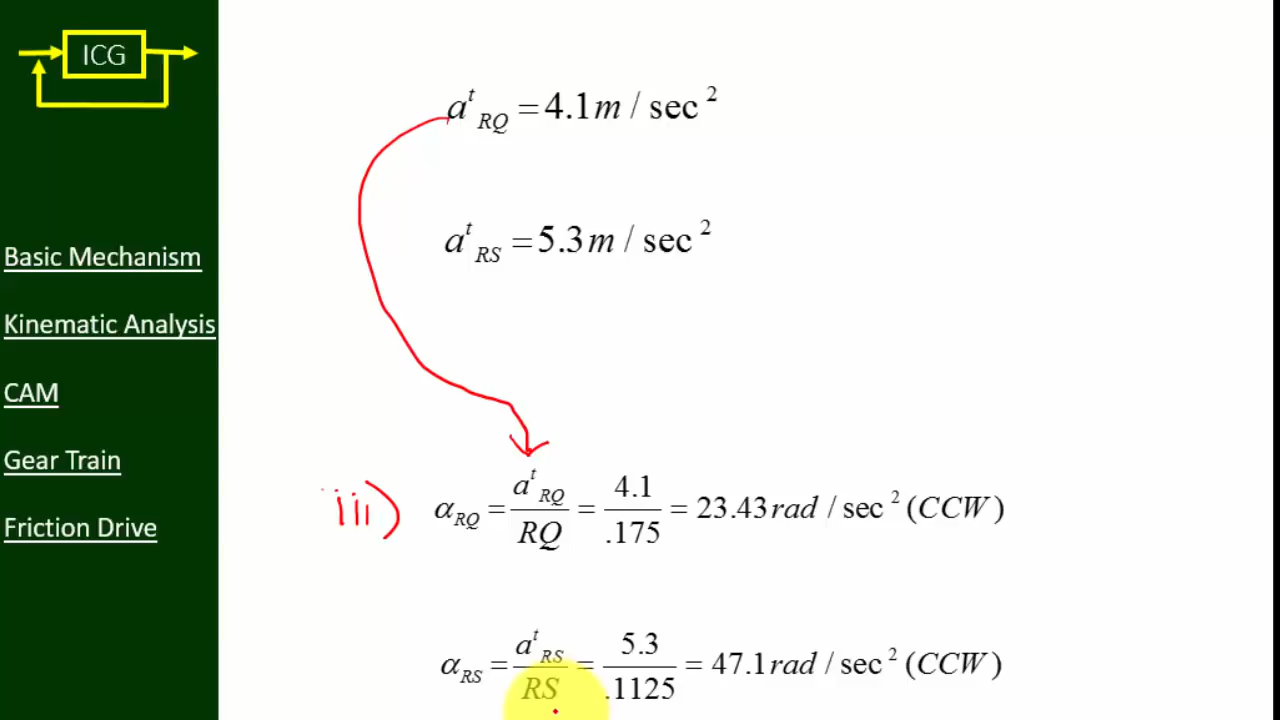 ICG
Basic Mechanism
Kinematic Analysis
CAM
Gear Train
Friction Drive
a^t_RQ = 4.1 m / sec^2
a^t_RS = 5.3 m / sec^2
iii) α_RQ = a^t_RQ / RQ = 4.1 / .175 = 23.43 rad / sec^2 (CCW)
α_RS = a^t_RS / RS = 5.3 / .1125 = 47.1 rad / sec^2 (CCW)